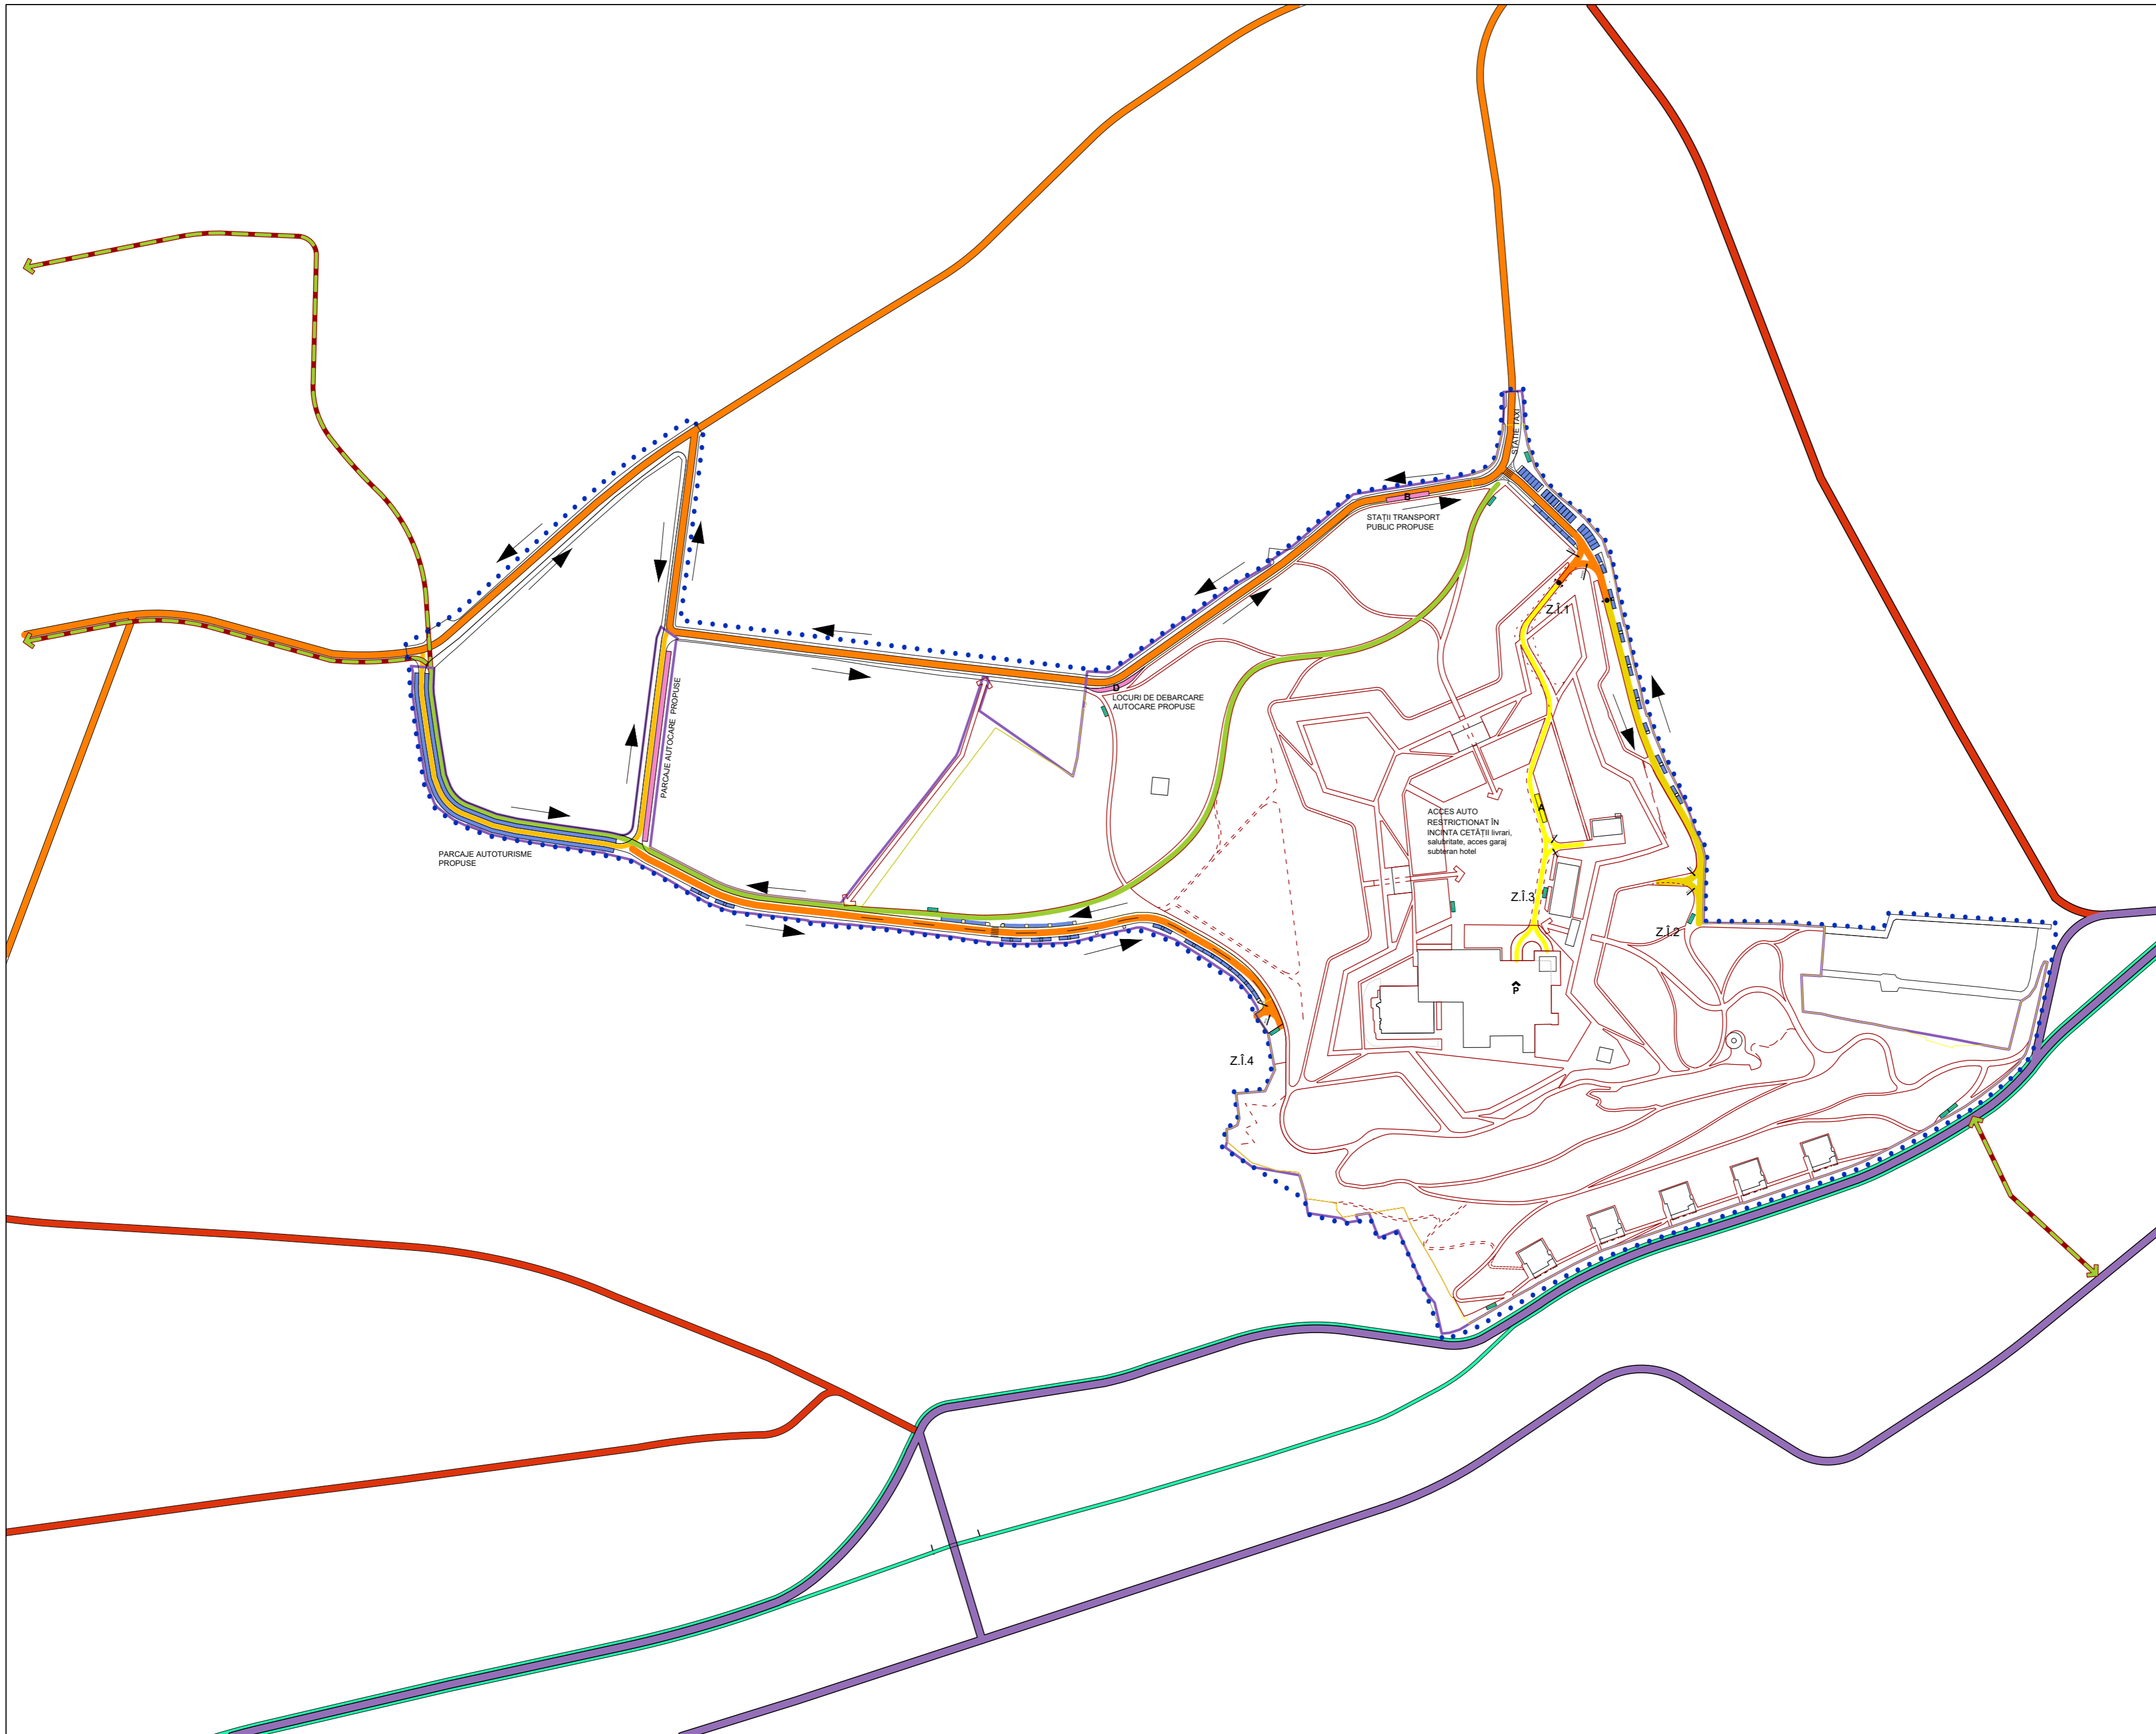 STAȚIE TAXI
B
STAȚII TRANSPORT
PUBLIC PROPUSE
Z.Î.1
D
LOCURI DE DEBARCARE
AUTOCARE PROPUSE
PARCAJE AUTOCARE PROPUSE
A
ACCES AUTO
RESTRICTIONAT ÎN
INCINTA CETĂȚII livrari,
salubritate, acces garaj
subteran hotel
PARCAJE AUTOTURISME
PROPUSE
Z.Î.3
Z.Î.2
P
Z.Î.4